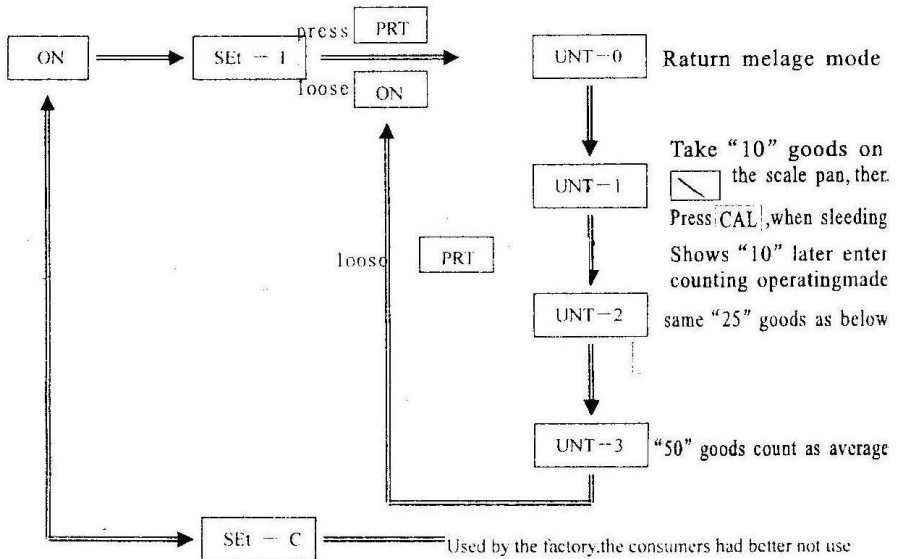 ON
SEt - 1
press PRT
loose ON
UNT-0
Raturn melage mode
UNT-1
Take “10” goods on
the scale pan, then
Press CAL ,when sleeding
Shows “10” later enter
counting operatingmade
loose PRT
UNT-2
same “25” goods as below
UNT-3
“50” goods count as average
SEt - C
Used by the factory.the consumers had better not use